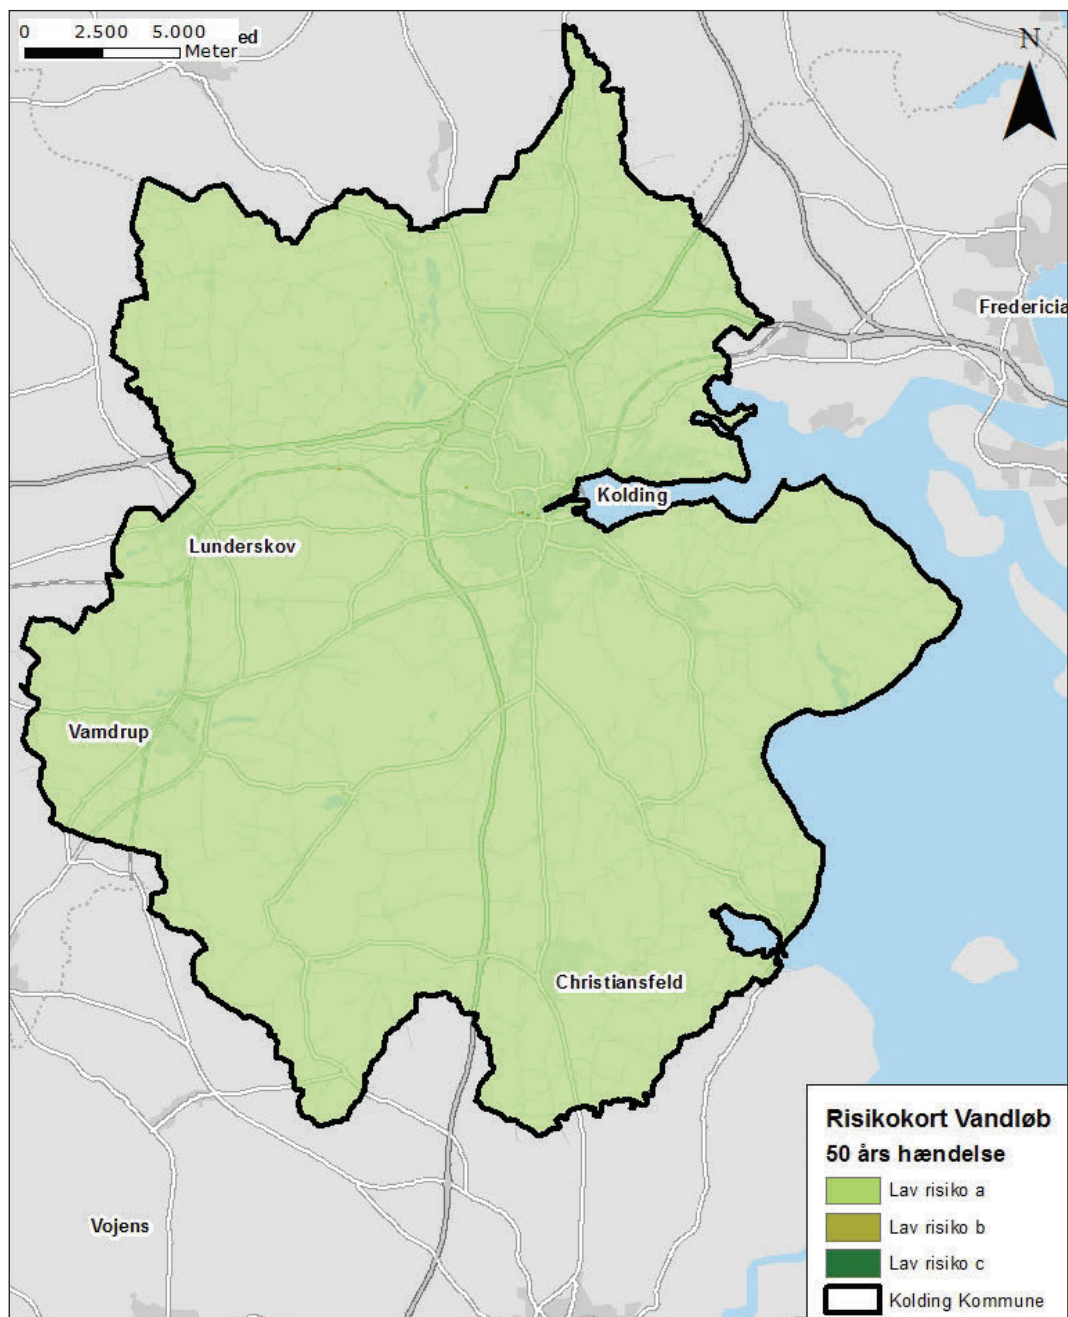 0 2.500 5.000
Meter
ed
N
Fredericia
Kolding
Lunderskov
Vamdrup
Christiansfeld
Vojens
Risikokort Vandløb
50 års hændelse
Lav risiko a
Lav risiko b
Lav risiko c
Kolding Kommune